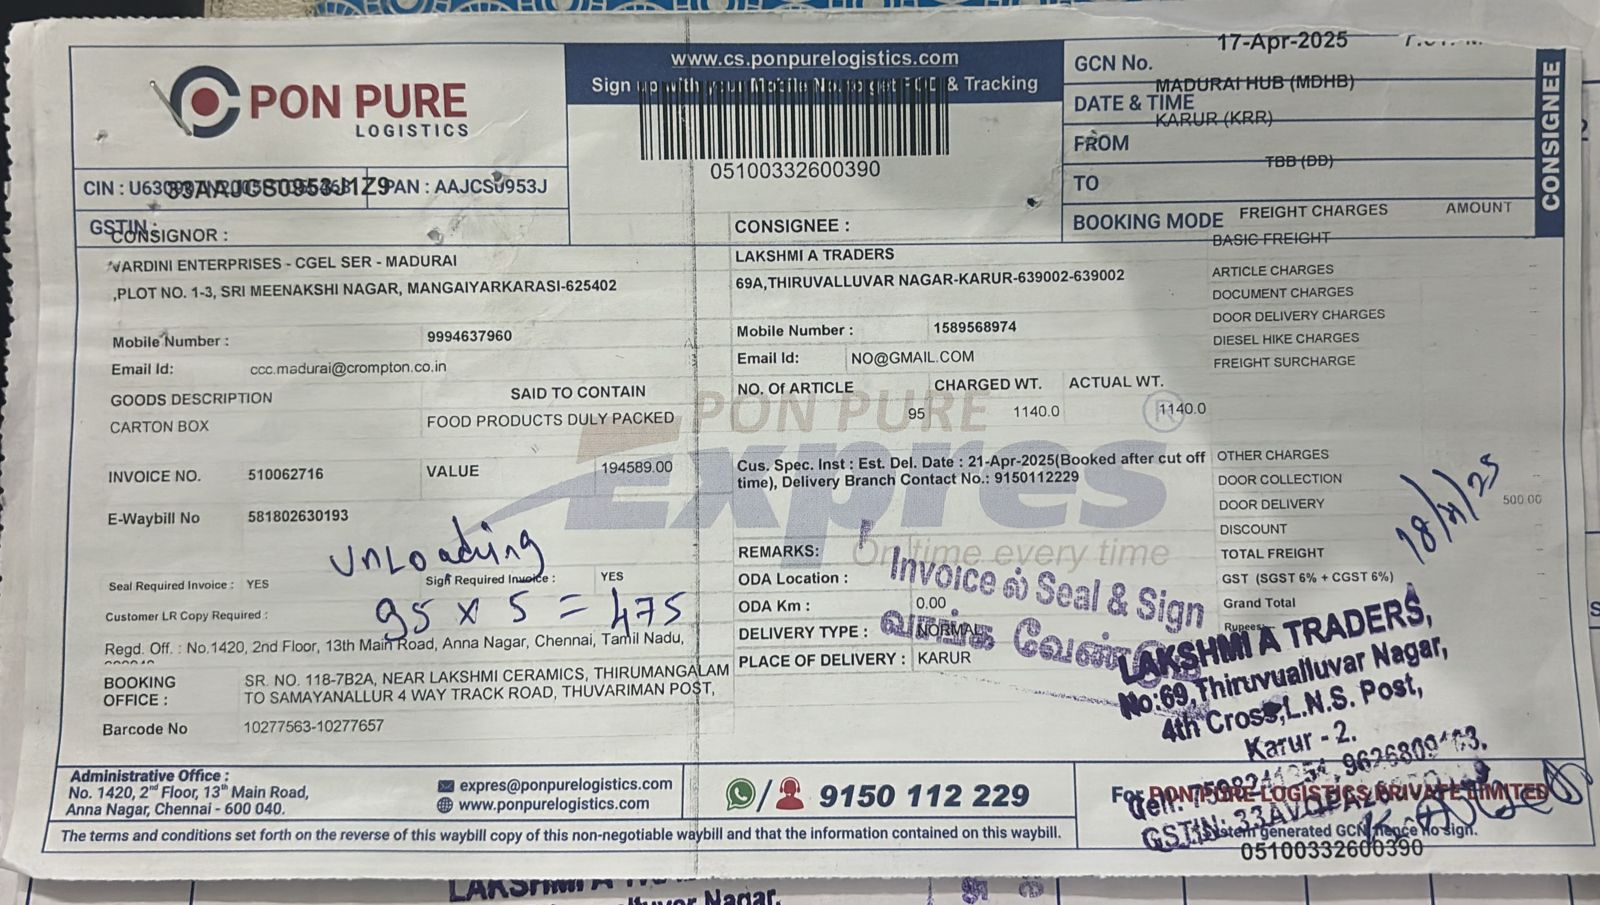 PON PURE
LOGISTICS
www.cs.ponpurelogistics.com
Sign up with your Mobile No. to get POD & Tracking
05100332600390
CONSIGNEE
17-Apr-2025
GCN No.
MADURAI HUB (MDHB)
DATE & TIME
KARUR (KRR)
FROM
TBB (DD)
TO
BOOKING MODE
CIN :
33AAJCS0953J1Z9
PAN : AAJCS0953J
GSTIN :
CONSIGNOR :
VARDINI ENTERPRISES - CGEL SER - MADURAI
,PLOT NO. 1-3, SRI MEENAKSHI NAGAR, MANGAIYARKARASI-625402
Mobile Number : 9994637960
Email Id: ccc.madurai@crompton.co.in
GOODS DESCRIPTION SAID TO CONTAIN
CARTON BOX FOOD PRODUCTS DULY PACKED
INVOICE NO. 510062716 VALUE 194589.00
E-Waybill No 581802630193
UnLoading
Seal Required Invoice : YES Sign Required Invoice : YES
Customer LR Copy Required :
95 x 5 = 475
Regd. Off. : No.1420, 2nd Floor, 13th Main Road, Anna Nagar, Chennai, Tamil Nadu,
BOOKING OFFICE : SR. NO. 118-7B2A, NEAR LAKSHMI CERAMICS, THIRUMANGALAM
TO SAMAYANALLUR 4 WAY TRACK ROAD, THUVARIMAN POST,
Barcode No 10277563-10277657
CONSIGNEE :
LAKSHMI A TRADERS
69A,THIRUVALLUVAR NAGAR-KARUR-639002-639002
Mobile Number : 1589568974
Email Id: NO@GMAIL.COM
NO. Of ARTICLE CHARGED WT. ACTUAL WT.
95 1140.0 1140.0
PON PURE ®
Expres
On time every time
Cus. Spec. Inst : Est. Del. Date : 21-Apr-2025(Booked after cut off
time), Delivery Branch Contact No.: 9150112229
REMARKS:
ODA Location :
ODA Km : 0.00
DELIVERY TYPE : NORMAL
PLACE OF DELIVERY : KARUR
Invoice ல் Seal & Sign
வாங்க வேண்டும்
FREIGHT CHARGES AMOUNT
BASIC FREIGHT
ARTICLE CHARGES
DOCUMENT CHARGES
DOOR DELIVERY CHARGES
DIESEL HIKE CHARGES
FREIGHT SURCHARGE
OTHER CHARGES
DOOR COLLECTION
DOOR DELIVERY 500.00
DISCOUNT
TOTAL FREIGHT
GST (SGST 6% + CGST 6%)
Grand Total
Rupees
LAKSHMI A TRADERS,
No:69, Thiruvualluvar Nagar,
4th Cross,L.N.S. Post,
Karur - 2.
Administrative Office :
No. 1420, 2nd Floor, 13th Main Road,
Anna Nagar, Chennai - 600 040.
expres@ponpurelogistics.com
www.ponpurelogistics.com
9150 112 229
For PON PURE LOGISTICS PRIVATE LIMITED
System generated GCN hence no sign.
05100332600390
The terms and conditions set forth on the reverse of this waybill copy of this non-negotiable waybill and that the information contained on this waybill.